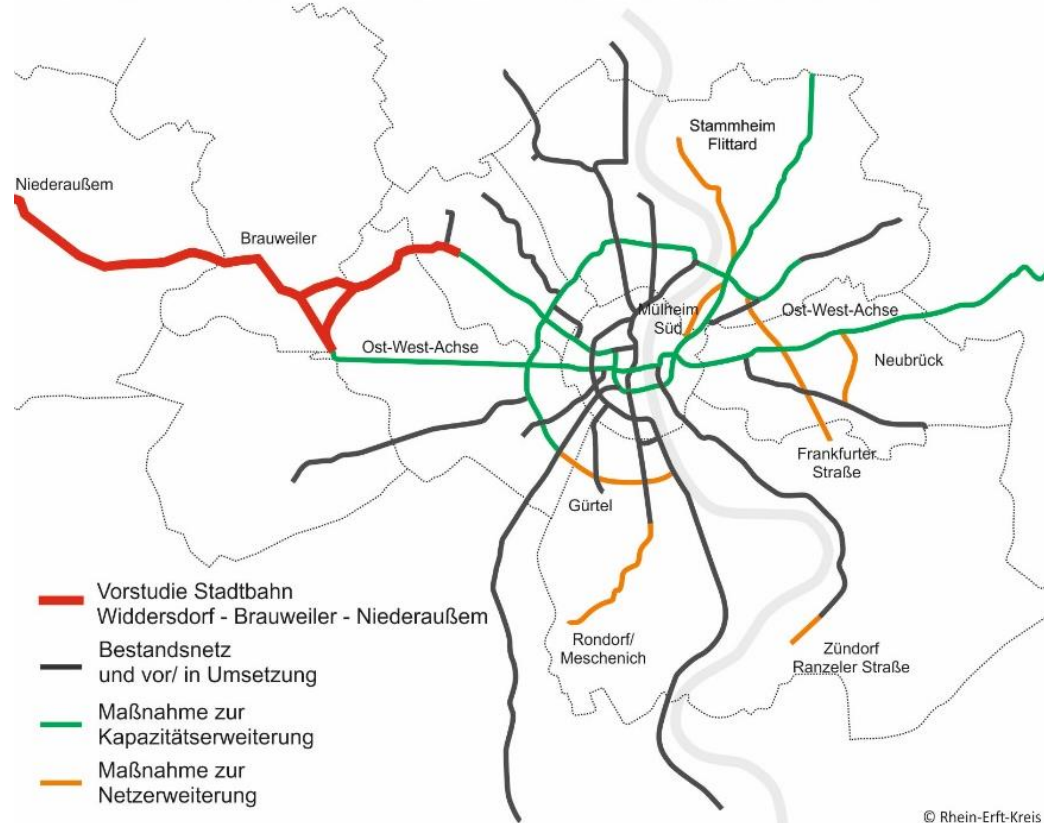 Stammheim
Flittard
Niederaußem
Brauweiler
Mülheim
Süd
Ost-West-Achse
Ost-West-Achse
Neubrück
Frankfurter
Straße
Gürtel
Rondorf/
Meschenich
Zündorf
Ranzeler Straße
Vorstudie Stadtbahn
Widdersdorf - Brauweiler - Niederaußem
Bestandsnetz
und vor/ in Umsetzung
Maßnahme zur
Kapazitätserweiterung
Maßnahme zur
Netzerweiterung
© Rhein-Erft-Kreis